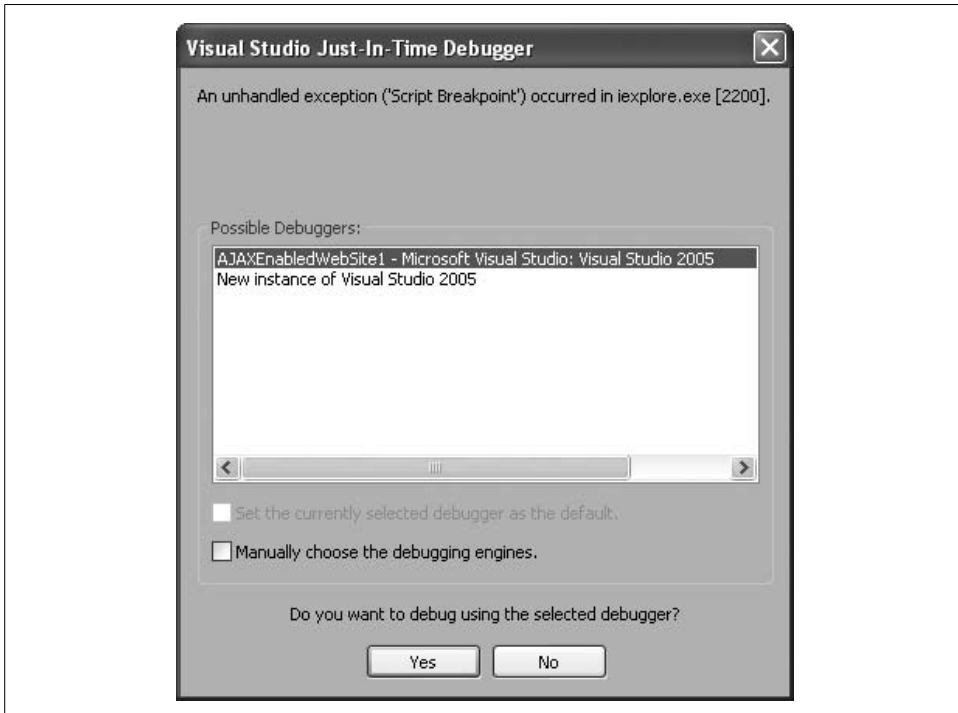 Visual Studio Just-In-Time Debugger
An unhandled exception ('Script Breakpoint') occurred in iexplore.exe [2200].
Possible Debuggers:
AJAXEnabledWebSite1 - Microsoft Visual Studio: Visual Studio 2005
New instance of Visual Studio 2005
Set the currently selected debugger as the default.
Manually choose the debugging engines.
Do you want to debug using the selected debugger?
Yes
No